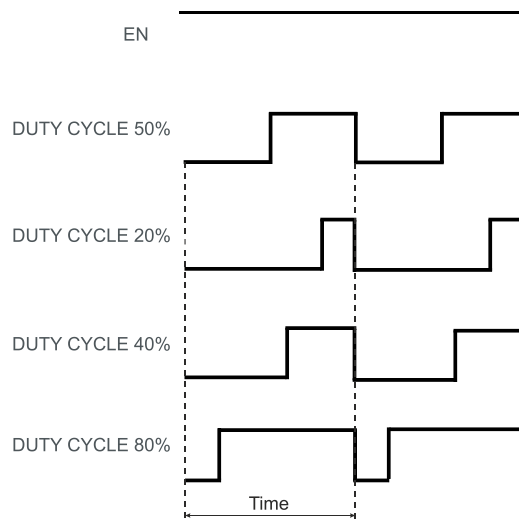 EN
DUTY CYCLE 50%
DUTY CYCLE 20%
DUTY CYCLE 40%
DUTY CYCLE 80%
Time